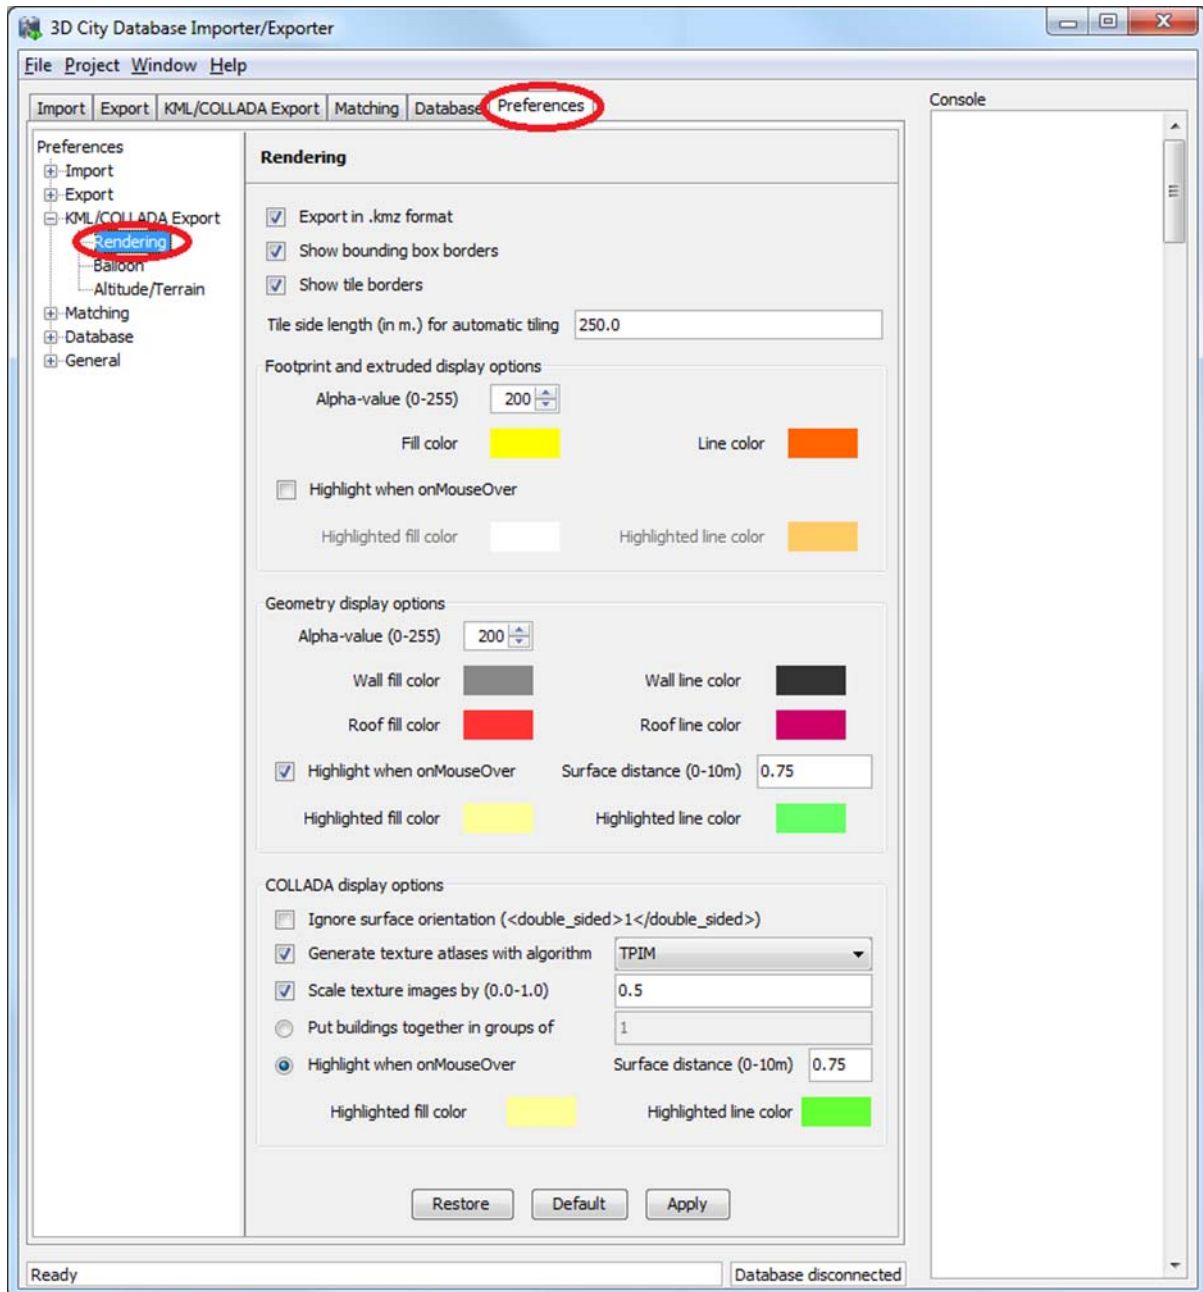 3D City Database Importer/Exporter
File Project Window Help
Import Export KML/COLLADA Export Matching Database Preferences
Console
Preferences
Import
Export
KML/COLLADA Export
Rendering
Balloon
Altitude/Terrain
Matching
Database
General
Rendering
Export in .kmz format
Show bounding box borders
Show tile borders
Tile side length (in m.) for automatic tiling 250.0
Footprint and extruded display options
Alpha-value (0-255) 200
Fill color Line color
Highlight when onMouseOver
Highlighted fill color Highlighted line color
Geometry display options
Alpha-value (0-255) 200
Wall fill color Wall line color
Roof fill color Roof line color
Highlight when onMouseOver Surface distance (0-10m) 0.75
Highlighted fill color Highlighted line color
COLLADA display options
Ignore surface orientation (<double_sided>1</double_sided>)
Generate texture atlases with algorithm TPIM
Scale texture images by (0.0-1.0) 0.5
Put buildings together in groups of 1
Highlight when onMouseOver Surface distance (0-10m) 0.75
Highlighted fill color Highlighted line color
Restore Default Apply
Ready Database disconnected